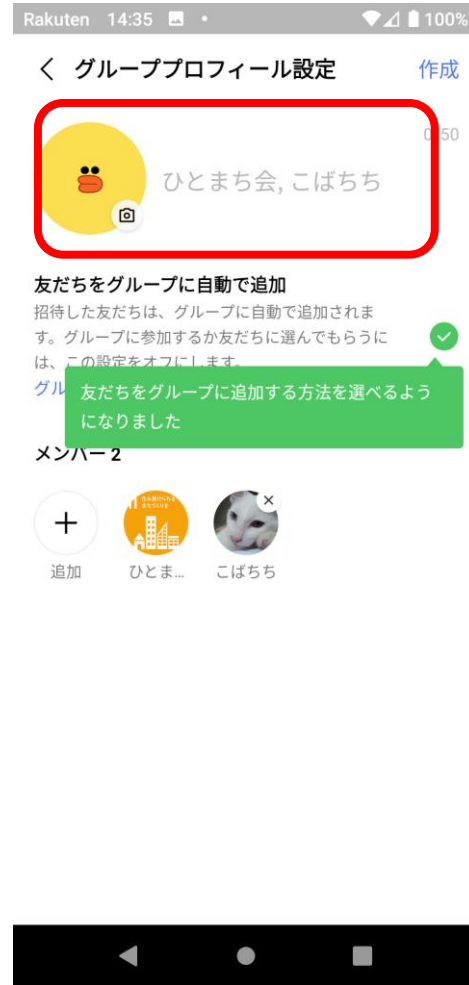 Rakuten 14:35 100%
グループプロフィール設定 作成
0/50
ひとまち会, こばちち
友だちをグループに自動で追加
招待した友だちは、グループに自動で追加されま
す。グループに参加するか友だちに選んでもらうに
は、この設定をオフにします。
グル
友だちをグループに追加する方法を選べるよう
になりました
メンバー 2
追加 ひとま... こばちち